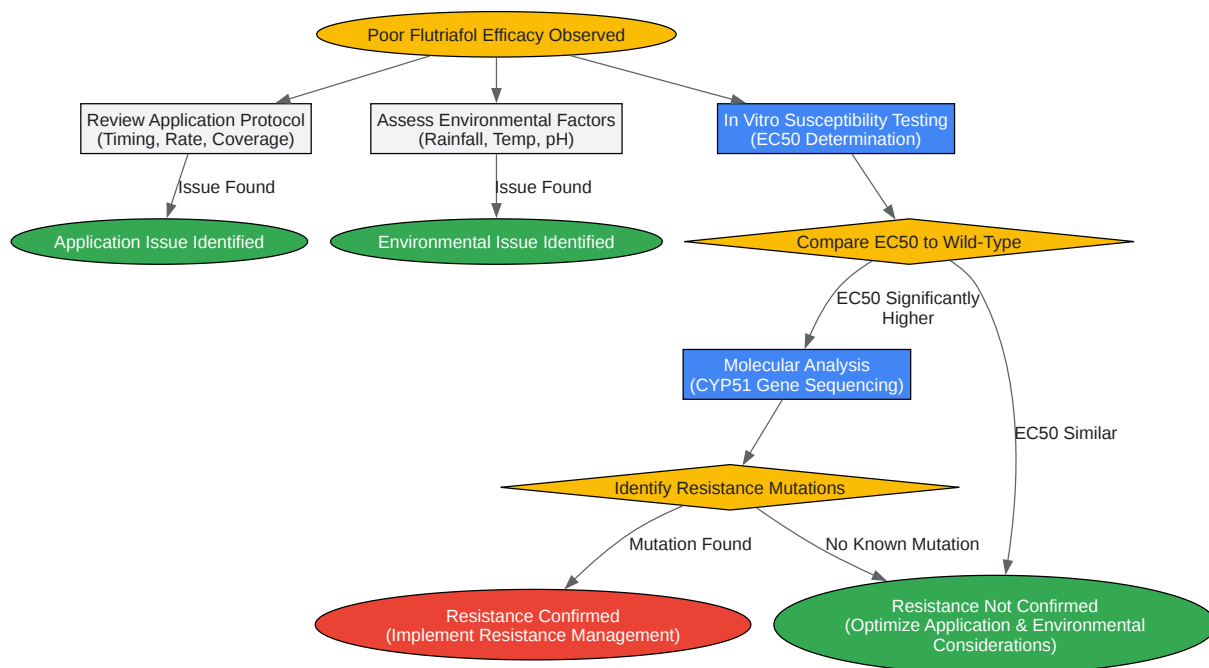 Poor Flutriafol Efficacy Observed
Review Application Protocol
(Timing, Rate, Coverage)
Assess Environmental Factors
(Rainfall, Temp, pH)
In Vitro Susceptibility Testing
(EC50 Determination)
Issue Found
Issue Found
Application Issue Identified
Environmental Issue Identified
Compare EC50 to Wild-Type
EC50 Significantly
Higher
Molecular Analysis
(CYP51 Gene Sequencing)
EC50 Similar
Identify Resistance Mutations
Mutation Found
No Known Mutation
Resistance Confirmed
(Implement Resistance Management)
Resistance Not Confirmed
(Optimize Application & Environmental
Considerations)